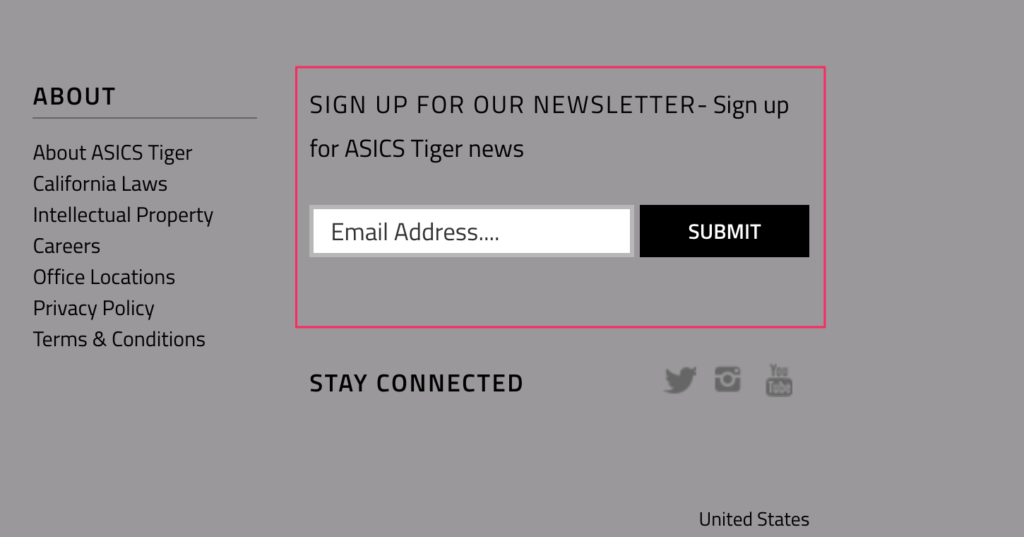 ABOUT
About ASICS Tiger
California Laws
Intellectual Property
Careers
Office Locations
Privacy Policy
Terms & Conditions
SIGN UP FOR OUR NEWSLETTER- Sign up
for ASICS Tiger news
Email Address....
SUBMIT
STAY CONNECTED
You
Tube
United States